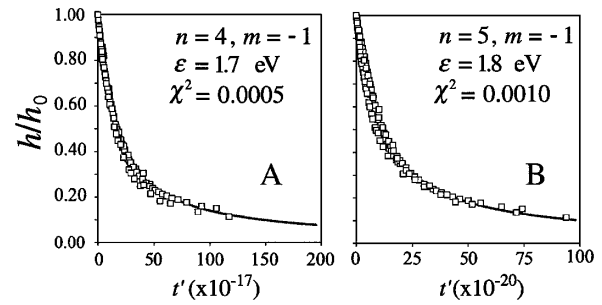 h/h₀
1.00
0.80
0.60
0.40
0.20
0.00
n = 4 , m = - 1
ε = 1.7 eV
χ² = 0.0005
A
0 50 100 150 200
t' (x10⁻¹⁷)
n = 5, m = -1
ε = 1.8 eV
χ² = 0.0010
B
0 25 50 75 100
t' (x10⁻²⁰)